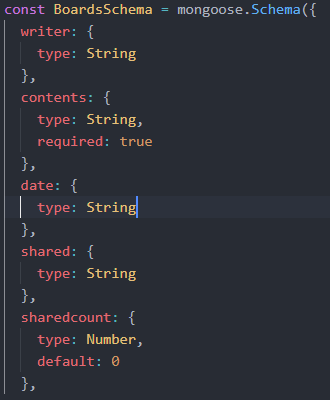 const BoardsSchema = mongoose.Schema({
  writer: {
    type: String
  },
  contents: {
    type: String,
    required: true
  },
  date: {
    type: String
  },
  shared: {
    type: String
  },
  sharedcount: {
    type: Number,
    default: 0
  },